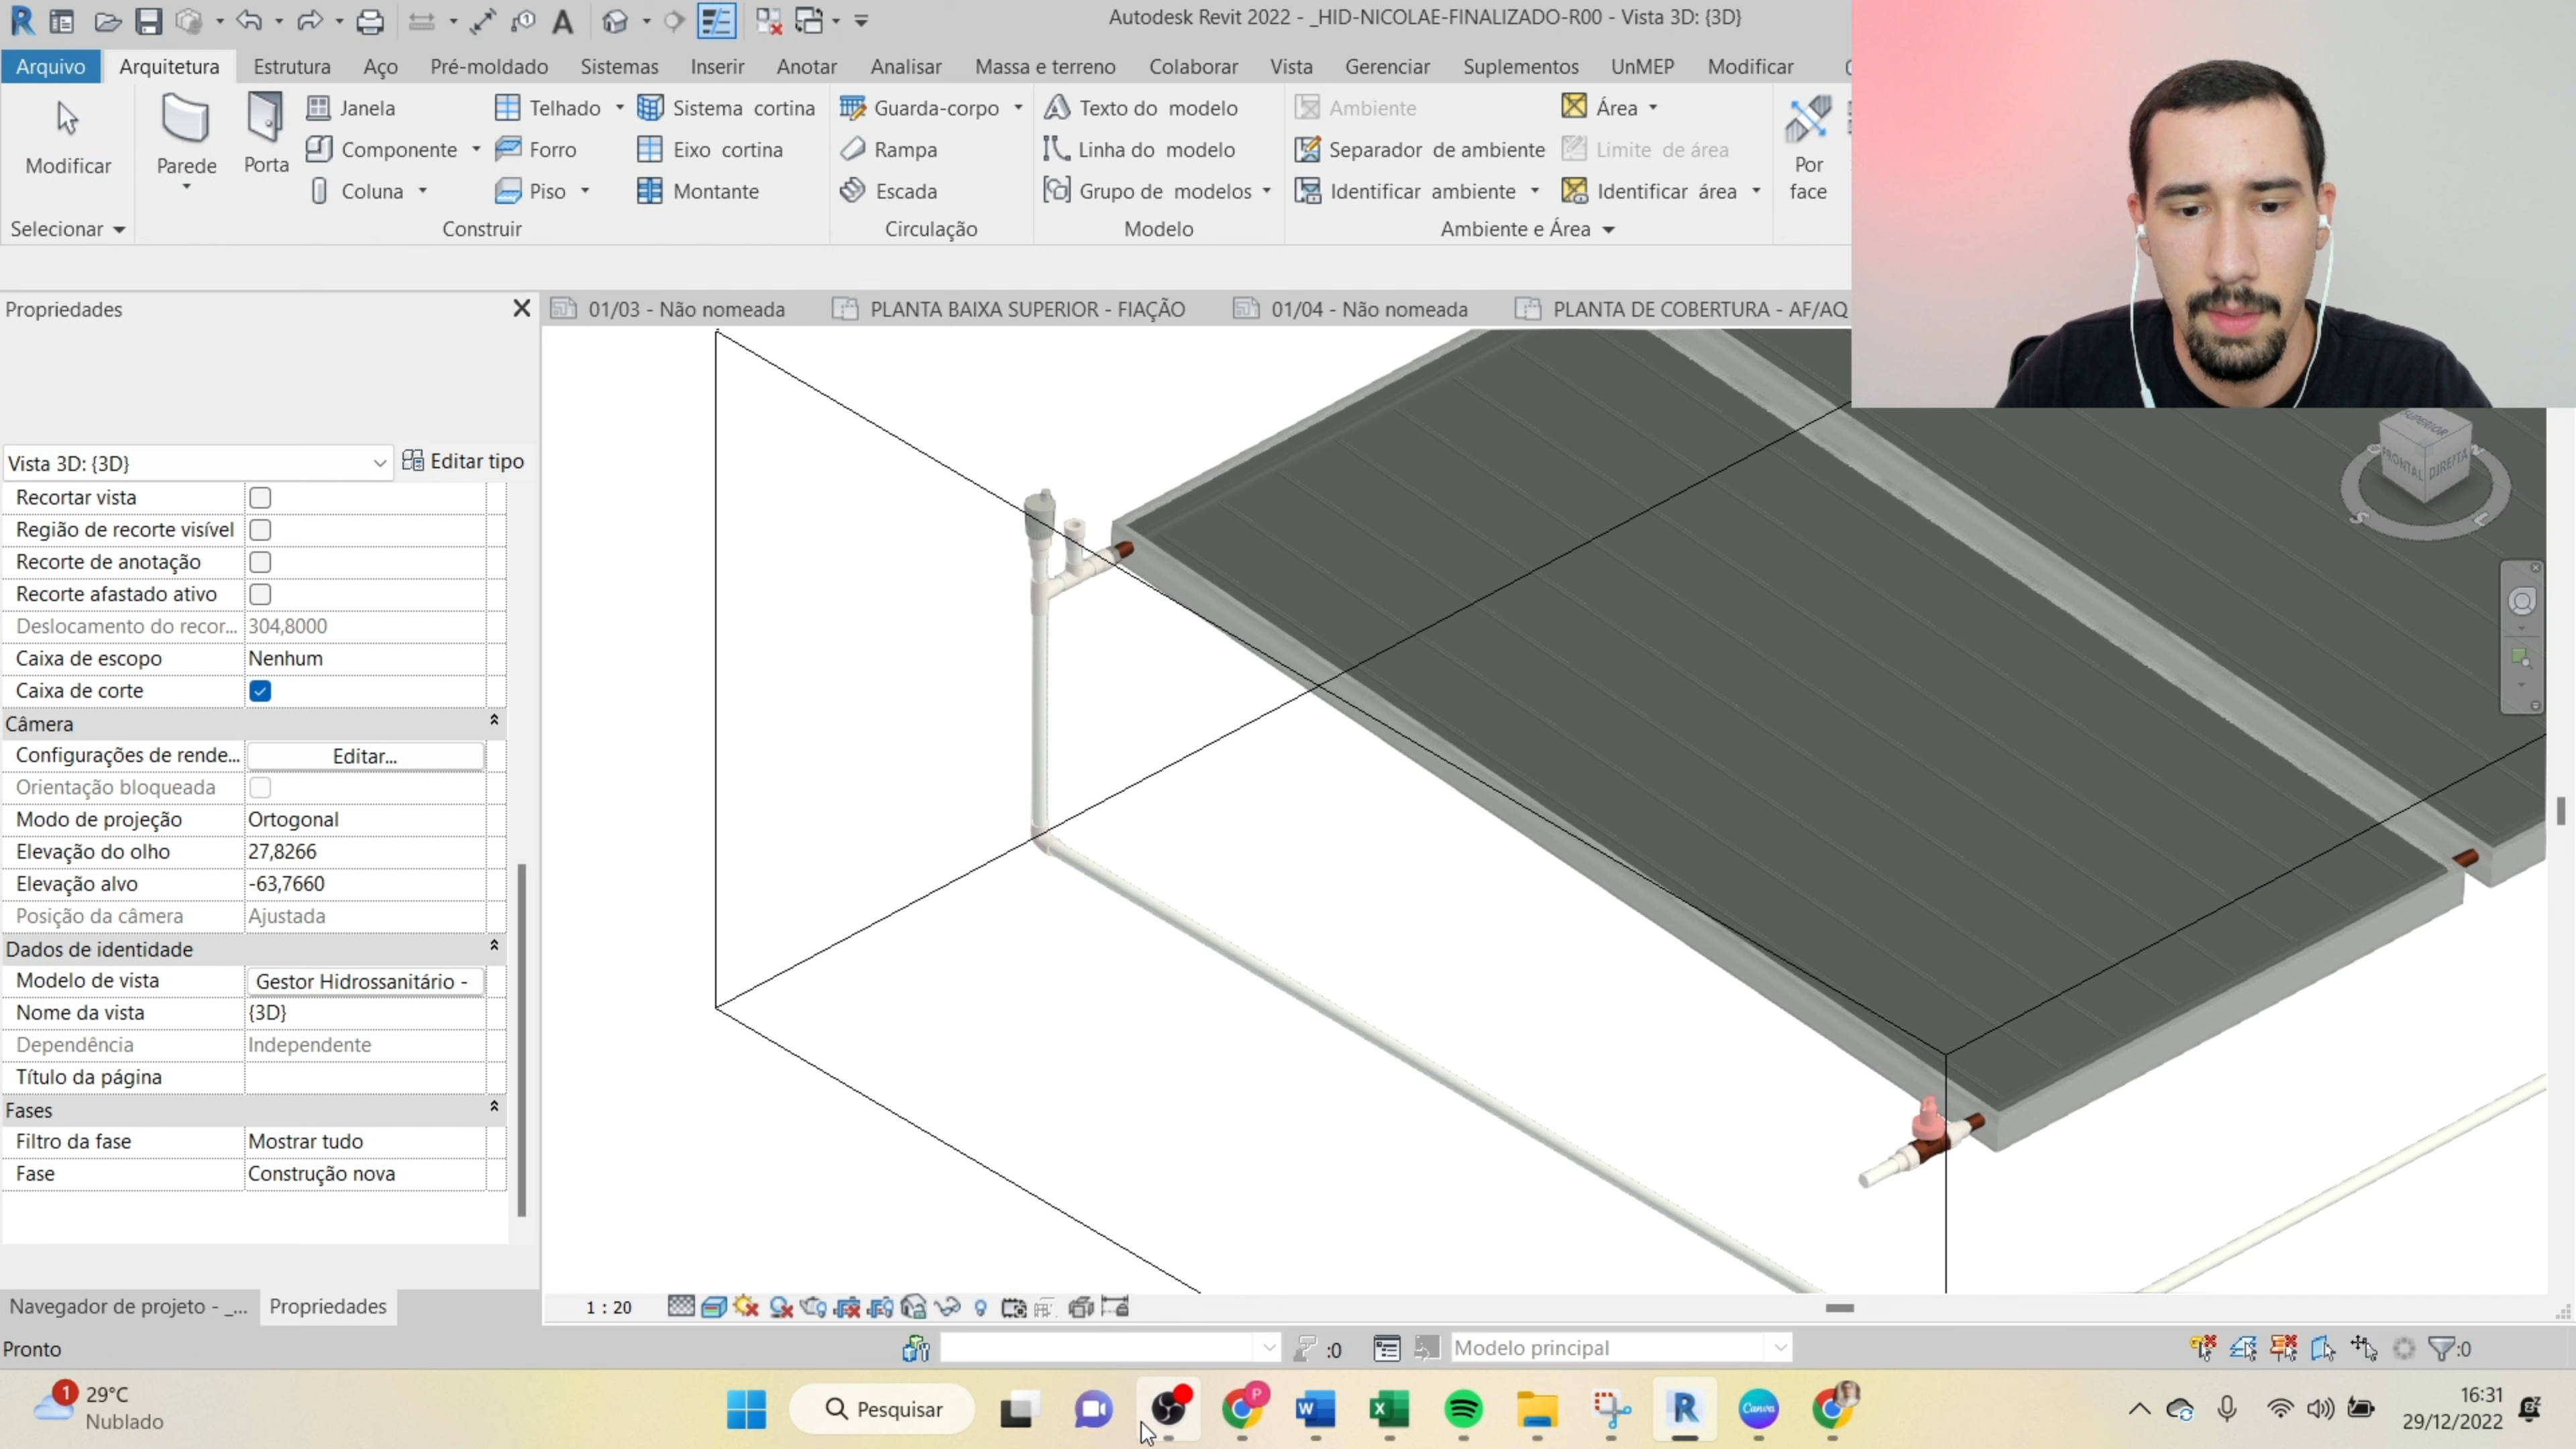 Autodesk Revit 2022 - _HID-NICOLAE-FINALIZADO-R00 - Vista 3D: {3D}
Arquivo Arquitetura Estrutura Aço Pré-moldado Sistemas Inserir Anotar Analisar Massa e terreno Colaborar Vista Gerenciar Suplementos UnMEP Modificar
Modificar
Parede
Porta
Janela
Componente
Coluna
Telhado
Forro
Piso
Sistema cortina
Eixo cortina
Montante
Guarda-corpo
Rampa
Escada
Texto do modelo
Linha do modelo
Grupo de modelos
Ambiente
Separador de ambiente
Identificar ambiente
Área
Limite de área
Identificar área
Por
face
Selecionar Construir Circulação Modelo Ambiente e Área
Propriedades
01/03 - Não nomeada PLANTA BAIXA SUPERIOR - FIAÇÃO 01/04 - Não nomeada PLANTA DE COBERTURA - AF/AQ
Vista 3D: {3D} Editar tipo
Recortar vista
Região de recorte visível
Recorte de anotação
Recorte afastado ativo
Deslocamento do recor... 304,8000
Caixa de escopo Nenhum
Caixa de corte
Câmera
Configurações de rende... Editar...
Orientação bloqueada
Modo de projeção Ortogonal
Elevação do olho 27,8266
Elevação alvo -63,7660
Posição da câmera Ajustada
Dados de identidade
Modelo de vista Gestor Hidrossanitário -
Nome da vista {3D}
Dependência Independente
Título da página
Fases
Filtro da fase Mostrar tudo
Fase Construção nova
SUPERIOR
FRONTAL DIREITA
S L
Navegador de projeto - _... Propriedades
1 : 20
Pronto
:0
Modelo principal
:0
1
29°C
Nublado
Pesquisar
P
Canva
16:31
29/12/2022